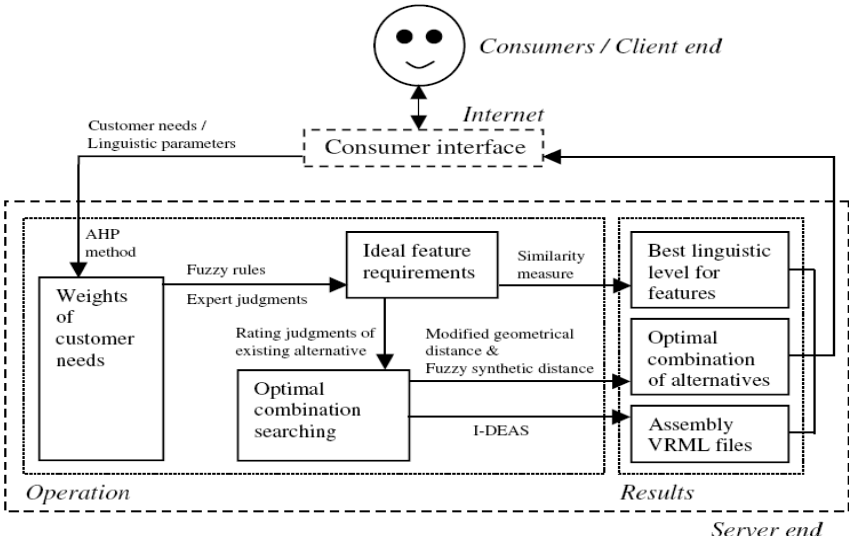 Consumers / Client end
Internet
Customer needs /
Linguistic parameters
Consumer interface
AHP
method
Weights
of
customer
needs
Fuzzy rules
Expert judgments
Ideal feature
requirements
Similarity
measure
Best linguistic
level for
features
Rating judgments of
existing alternative
Modified geometrical
distance &
Fuzzy synthetic distance
Optimal
combination
of alternatives
Optimal
combination
searching
I-DEAS
Assembly
VRML files
Operation
Results
Server end